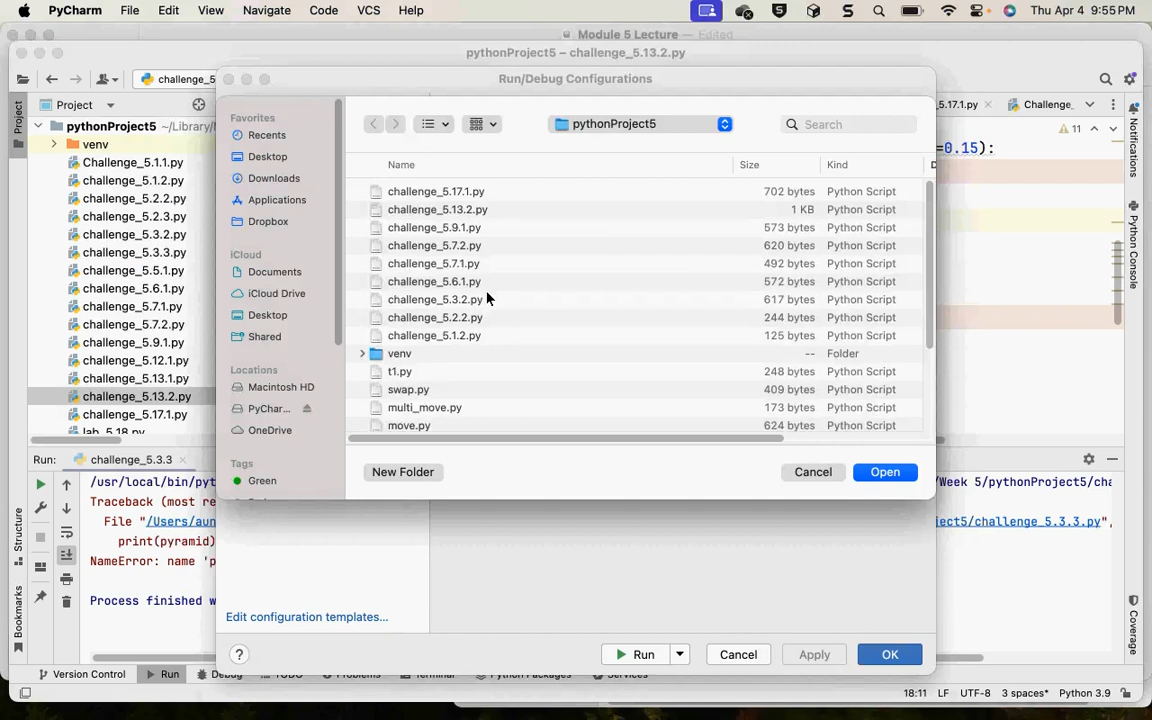 PyCharm File Edit View Navigate Code VCS Help Thu Apr 4 9:55 PM
Module 5 Lecture — Edited
pythonProject5 – challenge_5.13.2.py
challenge_5
Run/Debug Configurations
Project
pythonProject5 ~/Library/
venv
Challenge_5.1.1.py
challenge_5.1.2.py
challenge_5.2.2.py
challenge_5.2.3.py
challenge_5.3.2.py
challenge_5.3.3.py
challenge_5.5.1.py
challenge_5.6.1.py
challenge_5.7.1.py
challenge_5.7.2.py
challenge_5.9.1.py
challenge_5.12.1.py
challenge_5.13.1.py
challenge_5.13.2.py
challenge_5.17.1.py
lab_5.18
Project
Structure
Bookmarks
Favorites
Recents
Desktop
Downloads
Applications
Dropbox
iCloud
Documents
iCloud Drive
Desktop
Shared
Locations
Macintosh HD
PyChar...
OneDrive
Tags
Green
pythonProject5
Search
Name Size Kind D
challenge_5.17.1.py 702 bytes Python Script
challenge_5.13.2.py 1 KB Python Script
challenge_5.9.1.py 573 bytes Python Script
challenge_5.7.2.py 620 bytes Python Script
challenge_5.7.1.py 492 bytes Python Script
challenge_5.6.1.py 572 bytes Python Script
challenge_5.3.2.py 617 bytes Python Script
challenge_5.2.2.py 244 bytes Python Script
challenge_5.1.2.py 125 bytes Python Script
venv -- Folder
t1.py 248 bytes Python Script
swap.py 409 bytes Python Script
multi_move.py 173 bytes Python Script
move.py 624 bytes Python Script
New Folder Cancel Open
5.17.1.py Challenge_
11
=0.15):
Notifications
Python Console
Coverage
Run: challenge_5.3.3
/usr/local/bin/pyt
Week 5/pythonProject5/cha
Traceback (most re
File "/Users/aun
ject5/challenge_5.3.3.py",
print(pyramid)
NameError: name 'p
Process finished w
Edit configuration templates...
? Run Cancel Apply OK
Version Control Run Debug TODO Problems Terminal Python Packages Services
18:11 LF UTF-8 3 spaces* Python 3.9